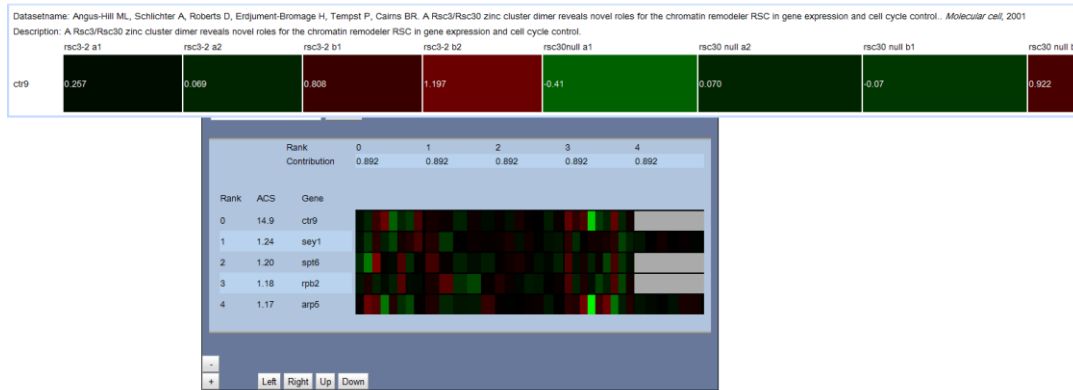 Datasetname: Angus-Hill ML, Schlichter A, Roberts D, Erdjument-Bromage H, Tempst P, Cairns BR. A Rsc3/Rsc30 zinc cluster dimer reveals novel roles for the chromatin remodeler RSC in gene expression and cell cycle control.. Molecular cell, 2001
Description: A Rsc3/Rsc30 zinc cluster dimer reveals novel roles for the chromatin remodeler RSC in gene expression and cell cycle control.
rsc3-2 a1 rsc3-2 a2 rsc3-2 b1 rsc3-2 b2 rsc30null a1 rsc30 null a2 rsc30 null b1 rsc30 null b
ctr9 0.257 0.069 0.808 1.197 -0.41 0.070 -0.07 0.922
Rank 0 1 2 3 4
Contribution 0.892 0.892 0.892 0.892 0.892
Rank ACS Gene
0 14.9 ctr9
1 1.24 sey1
2 1.20 spt6
3 1.18 rpb2
4 1.17 arp5
-
+ Left Right Up Down